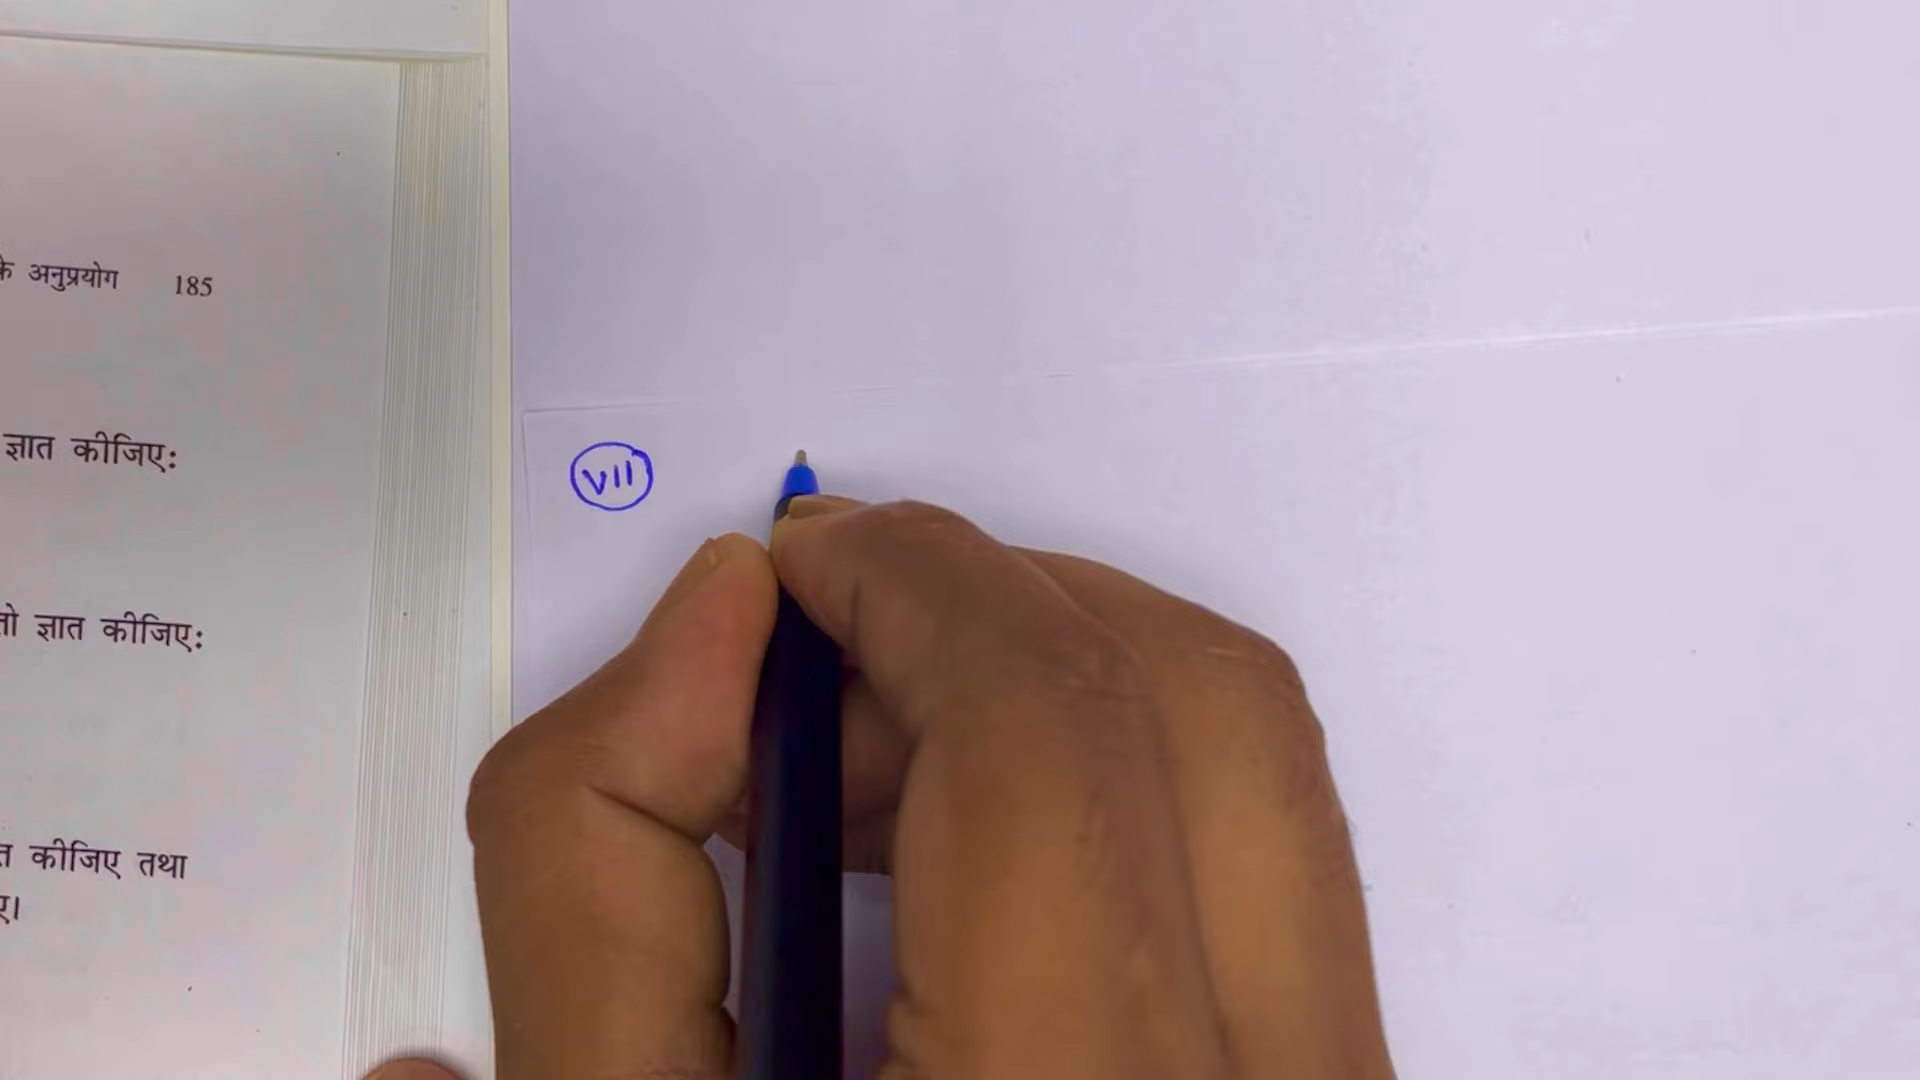 के अनुप्रयोग 185
ज्ञात कीजिए:
तो ज्ञात कीजिए:
कीजिए तथा
VII